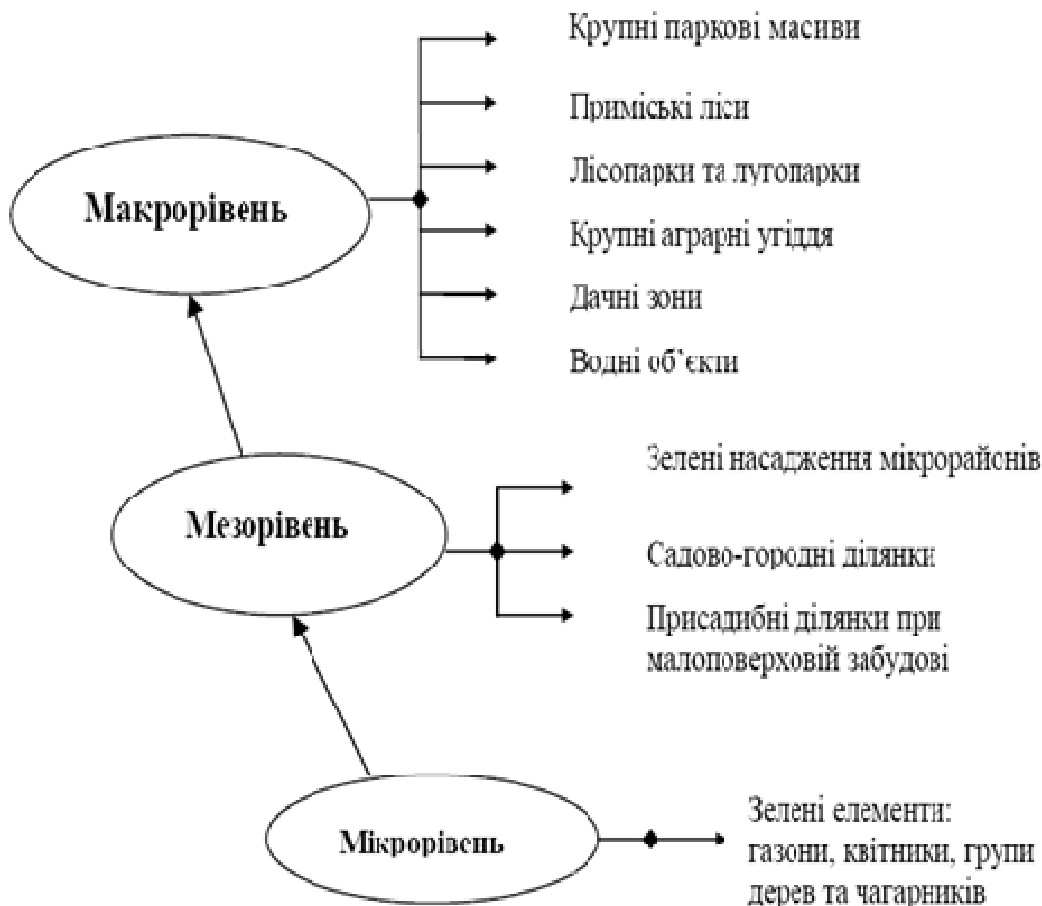 Крупні паркові масиви
Приміські ліси
Лісопарки та лугопарки
Макрорівень
Крупні аграрні угіддя
Дачні зони
Водні об`єкти
Зелені насадження мікрорайонів
Мезорівень
Садово-городні ділянки
Присадибні ділянки при
малоповерховій забудові
Мікрорівень
Зелені елементи:
газони, квітники, групи
дерев та чагарників